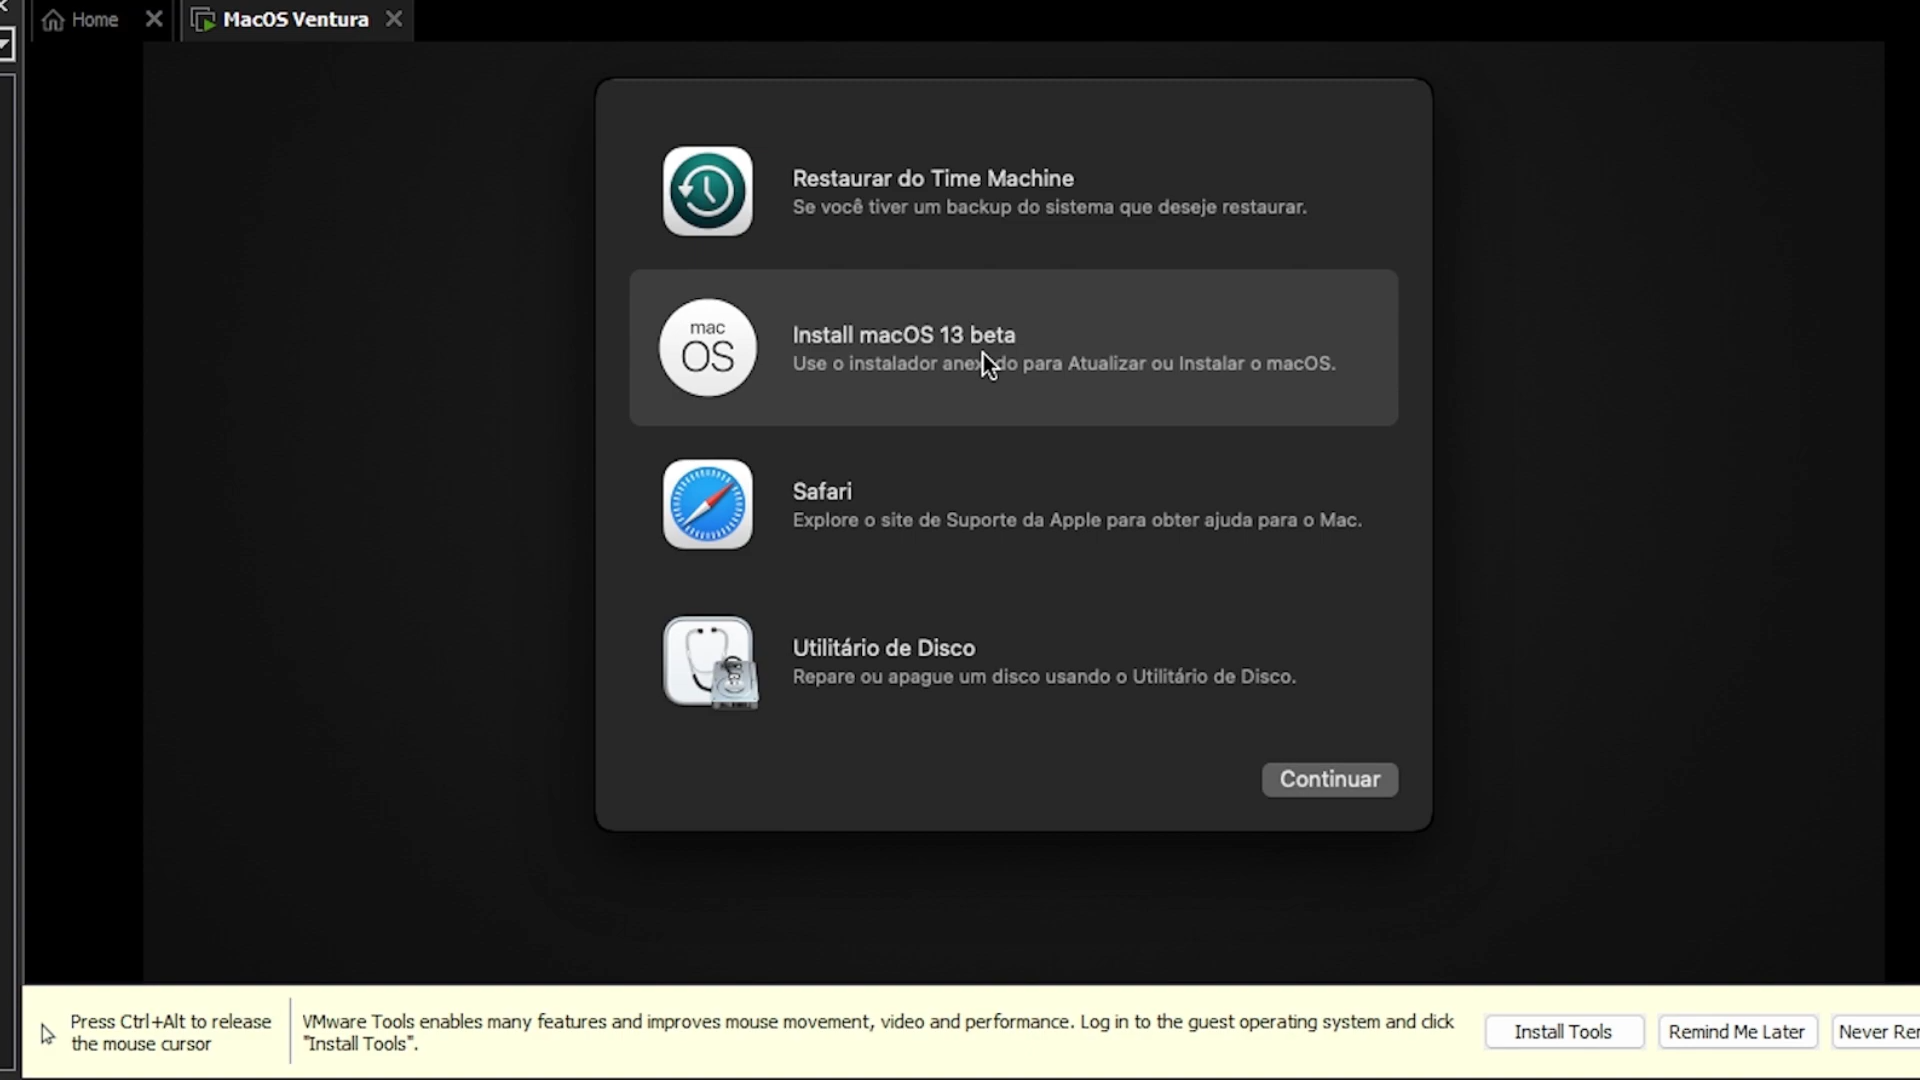 Home
MacOS Ventura
Restaurar do Time Machine
Se você tiver um backup do sistema que deseje restaurar.
mac
OS
Install macOS 13 beta
Use o instalador anexado para Atualizar ou Instalar o macOS.
Safari
Explore o site de Suporte da Apple para obter ajuda para o Mac.
Utilitário de Disco
Repare ou apague um disco usando o Utilitário de Disco.
Continuar
Press Ctrl+Alt to release
the mouse cursor
VMware Tools enables many features and improves mouse movement, video and performance. Log in to the guest operating system and click
"Install Tools".
Install Tools
Remind Me Later
Never Rer